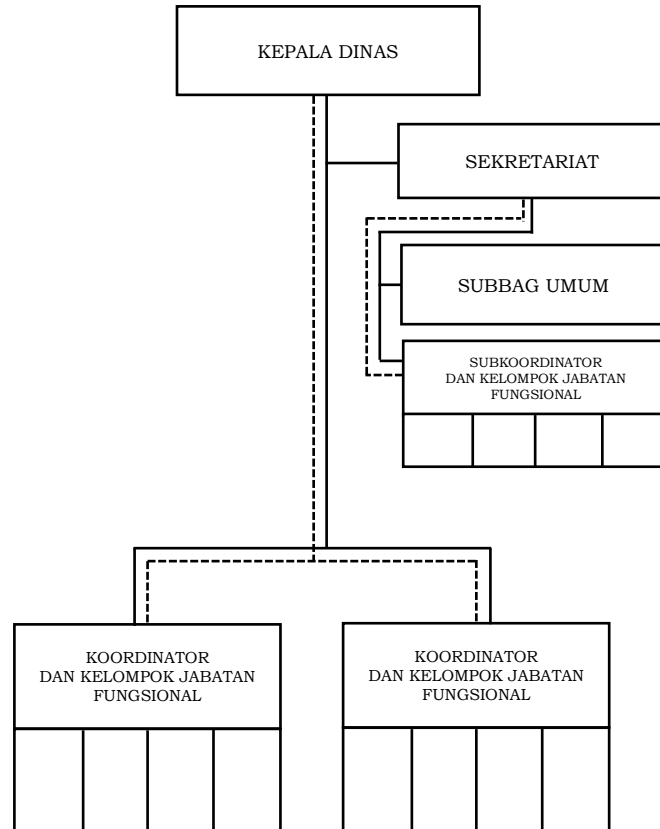 KEPALA DINAS
SEKRETARIAT
SUBBAG UMUM
SUBKOORDINATOR
DAN KELOMPOK JABATAN
FUNGSIONAL
KOORDINATOR
DAN KELOMPOK JABATAN
FUNGSIONAL
KOORDINATOR
DAN KELOMPOK JABATAN
FUNGSIONAL